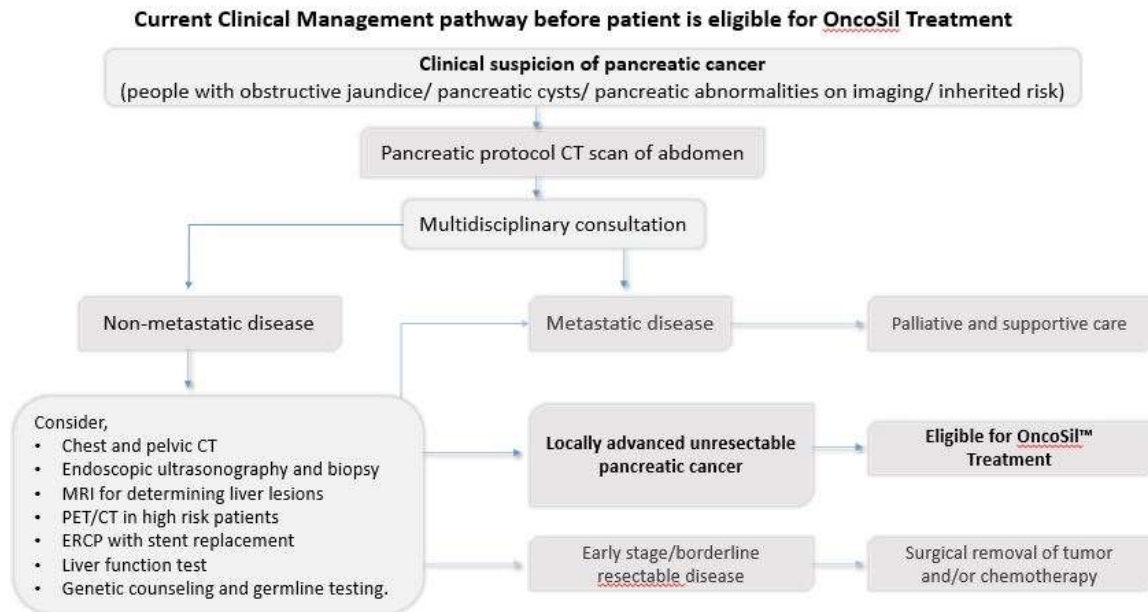 Current Clinical Management pathway before patient is eligible for OncoSil Treatment
Clinical suspicion of pancreatic cancer
(people with obstructive jaundice/ pancreatic cysts/ pancreatic abnormalities on imaging/ inherited risk)
Pancreatic protocol CT scan of abdomen
Multidisciplinary consultation
Non-metastatic disease
Metastatic disease
Palliative and supportive care
Consider,
• Chest and pelvic CT
• Endoscopic ultrasonography and biopsy
• MRI for determining liver lesions
• PET/CT in high risk patients
• ERCP with stent replacement
• Liver function test
• Genetic counseling and germline testing.
Locally advanced unresectable
pancreatic cancer
Eligible for OncoSil™
Treatment
Early stage/borderline
resectable disease
Surgical removal of tumor
and/or chemotherapy